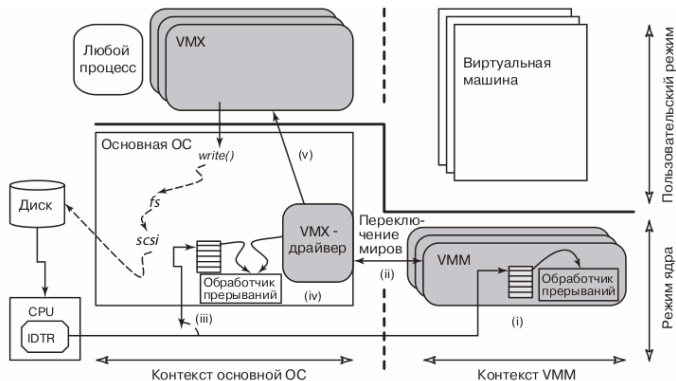 Любой
процесс
VMX
Виртуальная
машина
Пользовательский режим
Основная ОС
write()
(v)
fs
Диск
scsi
VMX -
драйвер
Переклю-
чение
миров
VMM
Обработчик
прерываний
(iv)
(ii)
Обработчик
прерываний
Режим ядра
CPU
IDTR
(iii)
(i)
Контекст основной ОС
Контекст VMM